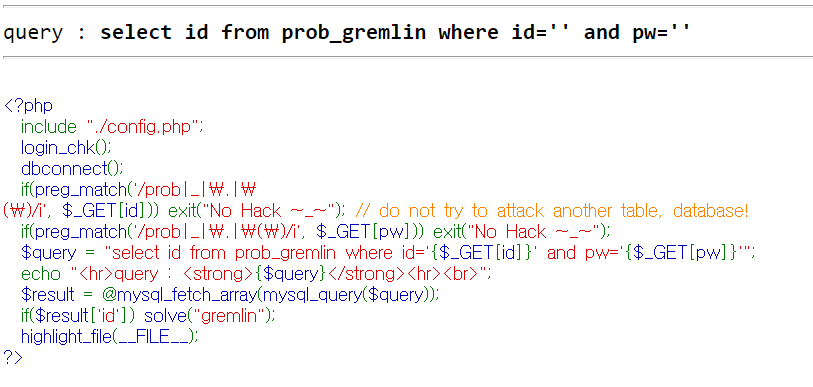 query : select id from prob_gremlin where id='' and pw=''
<?php
include "./config.php";
login_chk();
dbconnect();
if(preg_match('/prob|_|₩.|₩
(₩)/i', $_GET[id])) exit("No Hack ~_~"); // do not try to attack another table, database!
if(preg_match('/prob|_|₩.|₩(₩)/i', $_GET[pw])) exit("No Hack ~_~");
$query = "select id from prob_gremlin where id='{$_GET[id]}' and pw='{$_GET[pw]}'";
echo "<hr>query : <strong>{$query}</strong><hr><br>";
$result = @mysql_fetch_array(mysql_query($query));
if($result['id']) solve("gremlin");
highlight_file(__FILE__);
?>